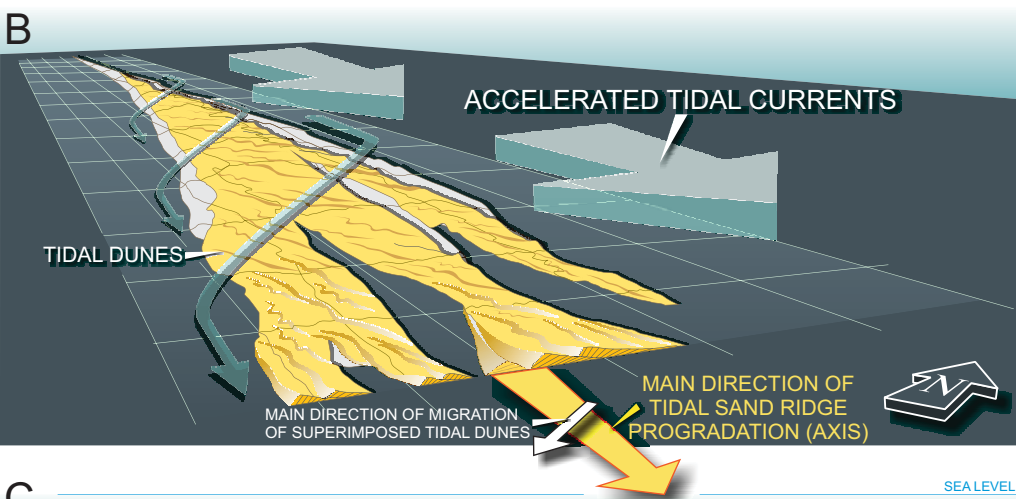 B
ACCELERATED TIDAL CURRENTS
TIDAL DUNES
MAIN DIRECTION OF
TIDAL SAND RIDGE
PROGRADATION (AXIS)
MAIN DIRECTION OF MIGRATION
OF SUPERIMPOSED TIDAL DUNES
N
C
SEA LEVEL